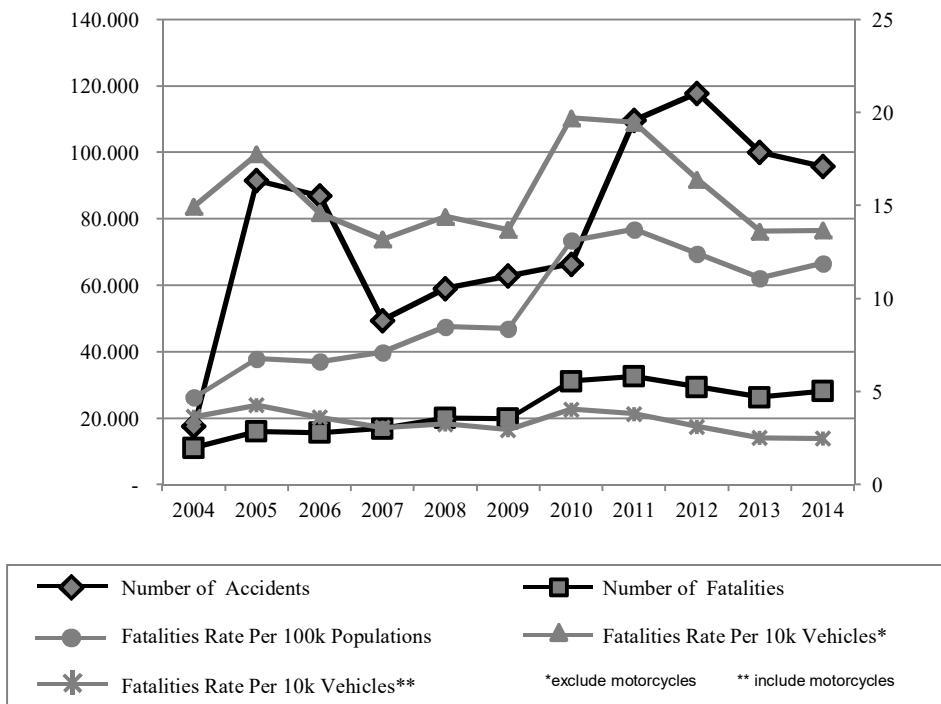 140.000
120.000
100.000
80.000
60.000
40.000
20.000
-
25
20
15
10
5
0
2004 2005 2006 2007 2008 2009 2010 2011 2012 2013 2014
Number of Accidents
Number of Fatalities
Fatalities Rate Per 100k Populations
Fatalities Rate Per 10k Vehicles*
Fatalities Rate Per 10k Vehicles**
*exclude motorcycles
** include motorcycles